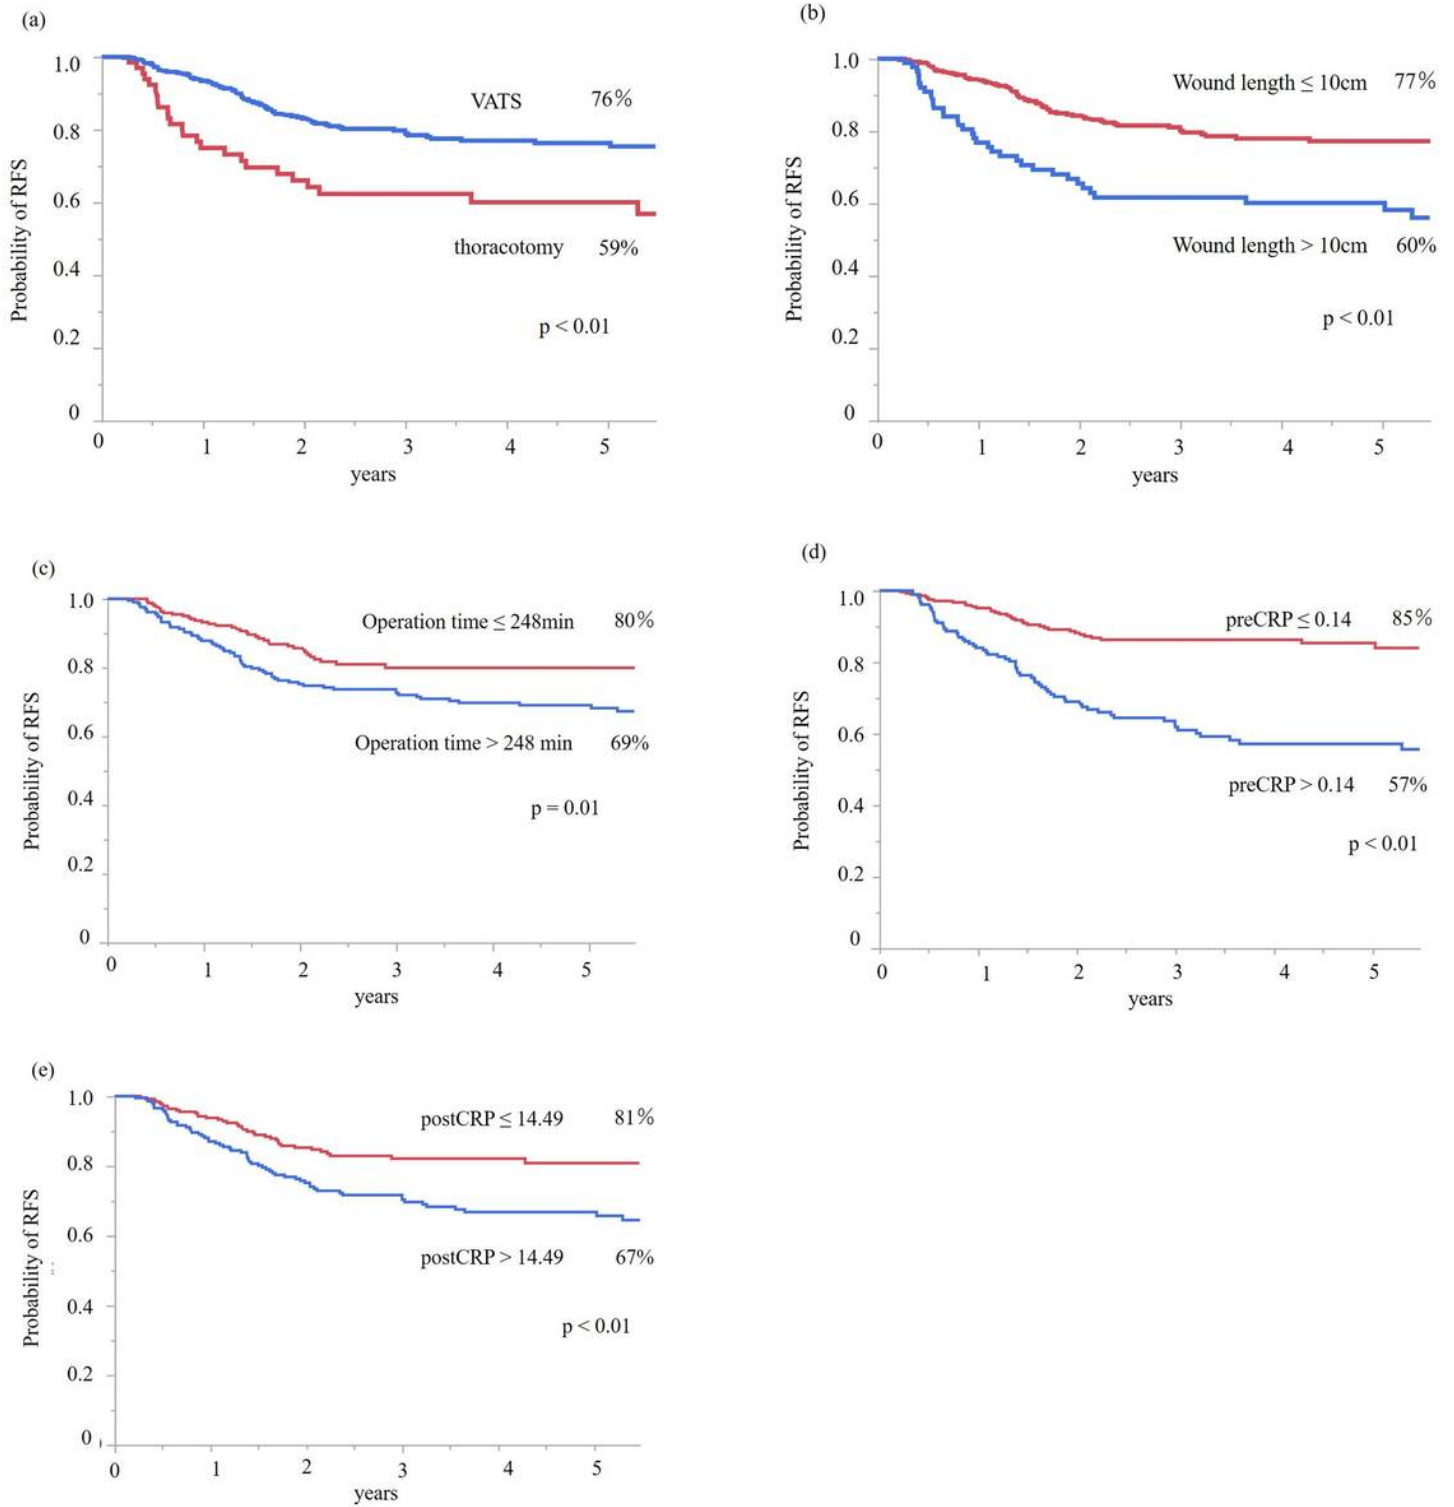 (a)
1.0
0.8
0.6
0.4
0.2
0
Probability of RFS
VATS 76%
thoracotomy 59%
p < 0.01
0 1 2 3 4 5
years
(b)
1.0
0.8
0.6
0.4
0.2
0
Probability of RFS
Wound length ≤ 10cm 77%
Wound length > 10cm 60%
p < 0.01
0 1 2 3 4 5
years
(c)
1.0
0.8
0.6
0.4
0.2
0
Probability of RFS
Operation time ≤ 248min 80%
Operation time > 248 min 69%
p = 0.01
0 1 2 3 4 5
years
(d)
1.0
0.8
0.6
0.4
0.2
0
Probability of RFS
preCRP ≤ 0.14 85%
preCRP > 0.14 57%
p < 0.01
0 1 2 3 4 5
years
(e)
1.0
0.8
0.6
0.4
0.2
0
Probability of RFS
postCRP ≤ 14.49 81%
postCRP > 14.49 67%
p < 0.01
0 1 2 3 4 5
years